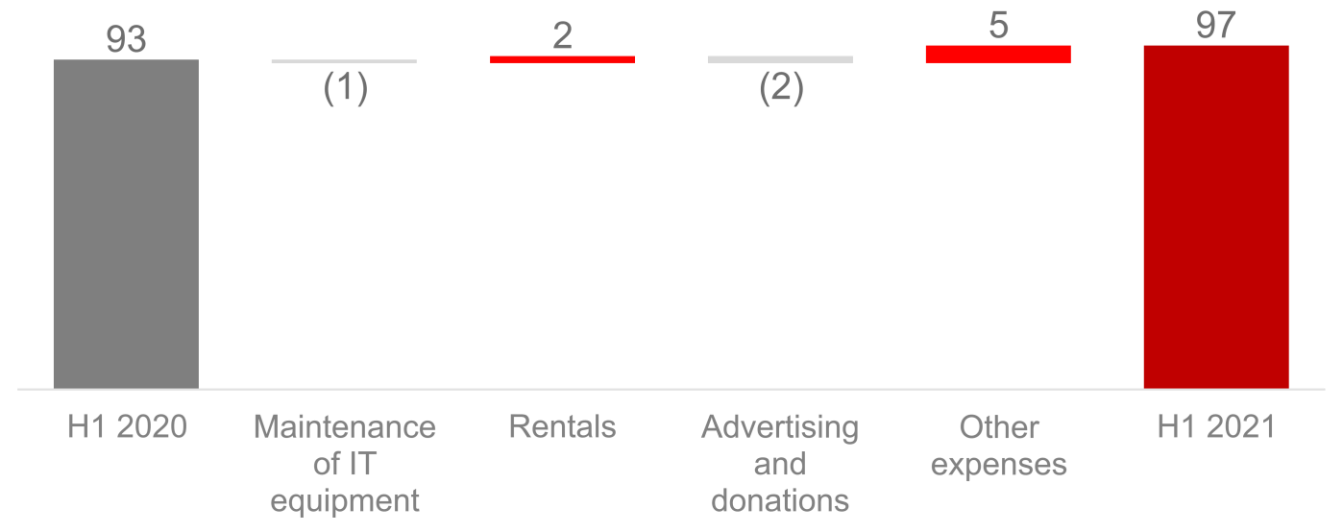 93
(1)
2
(2)
5
97
H1 2020
Maintenance
of IT
equipment
Rentals
Advertising
and
donations
Other
expenses
H1 2021